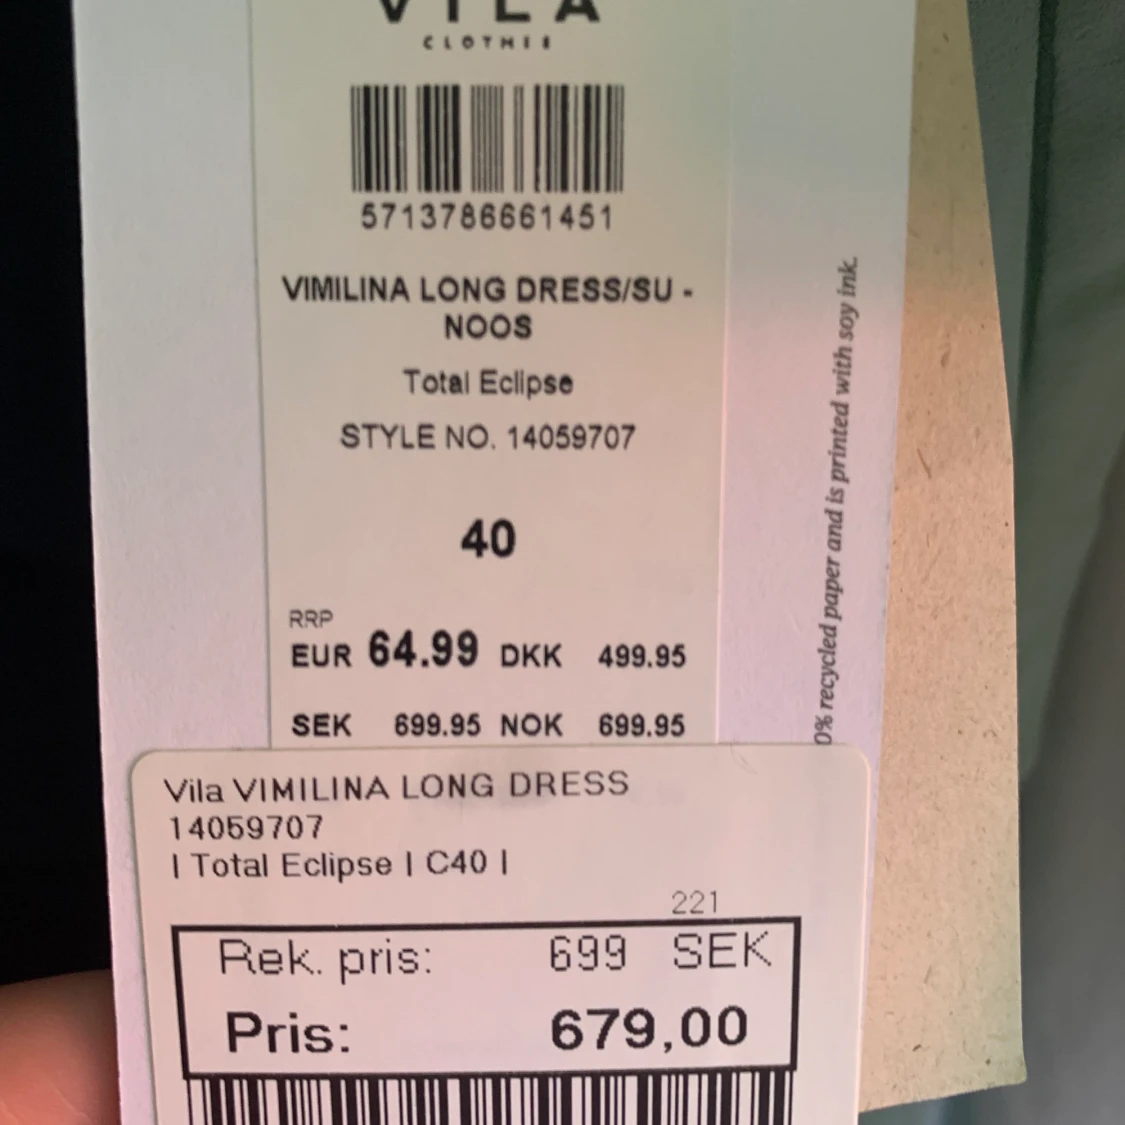 VILA
CLOTHES
5713786661451
VIMILINA LONG DRESS/SU -
NOOS
Total Eclipse
STYLE NO. 14059707
40
RRP
EUR 64.99 DKK 499.95
SEK 699.95 NOK 699.95
0% recycled paper and is printed with soy ink.
Vila VIMILINA LONG DRESS
14059707
| Total Eclipse | C40 |
221
Rek. pris: 699 SEK
Pris: 679,00